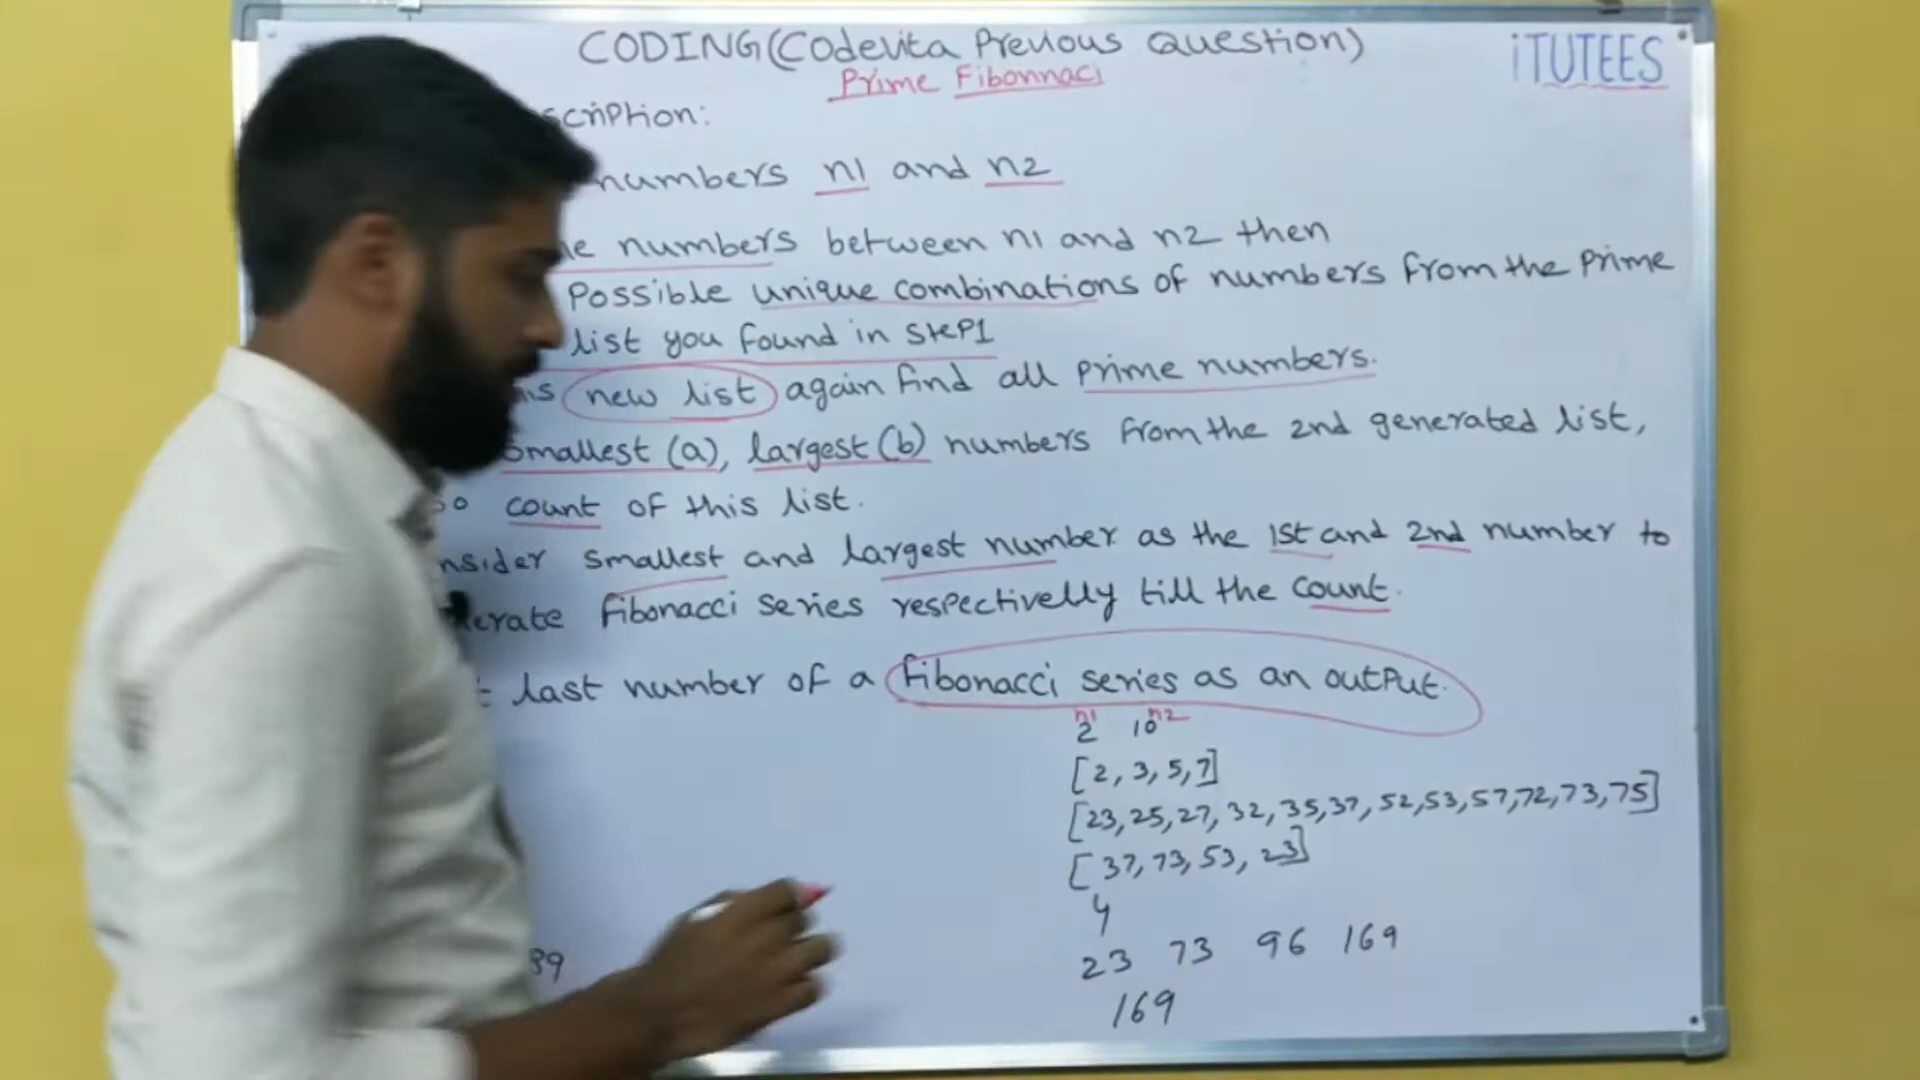 CODING(Codevita Previous Question)
iTUTEES
Prime Fibonnaci
scription:
numbers n1 and n2
numbers between n1 and n2 then
Possible unique combinations of numbers from the Prime
list you found in Step1
new list again find all prime numbers.
smallest (a), largest (b) numbers from the 2nd generated list,
count of this list.
nsider smallest and largest number as the 1st and 2nd number to
erate fibonacci series respectivelly till the count.
last number of a fibonacci series as an output.
n1 n2
2 10
[2, 3, 5, 7]
[23, 25, 27, 32, 35, 37, 52, 53, 57, 72, 73, 75]
[37, 73, 53, 23]
4
89
23 73 96 169
169